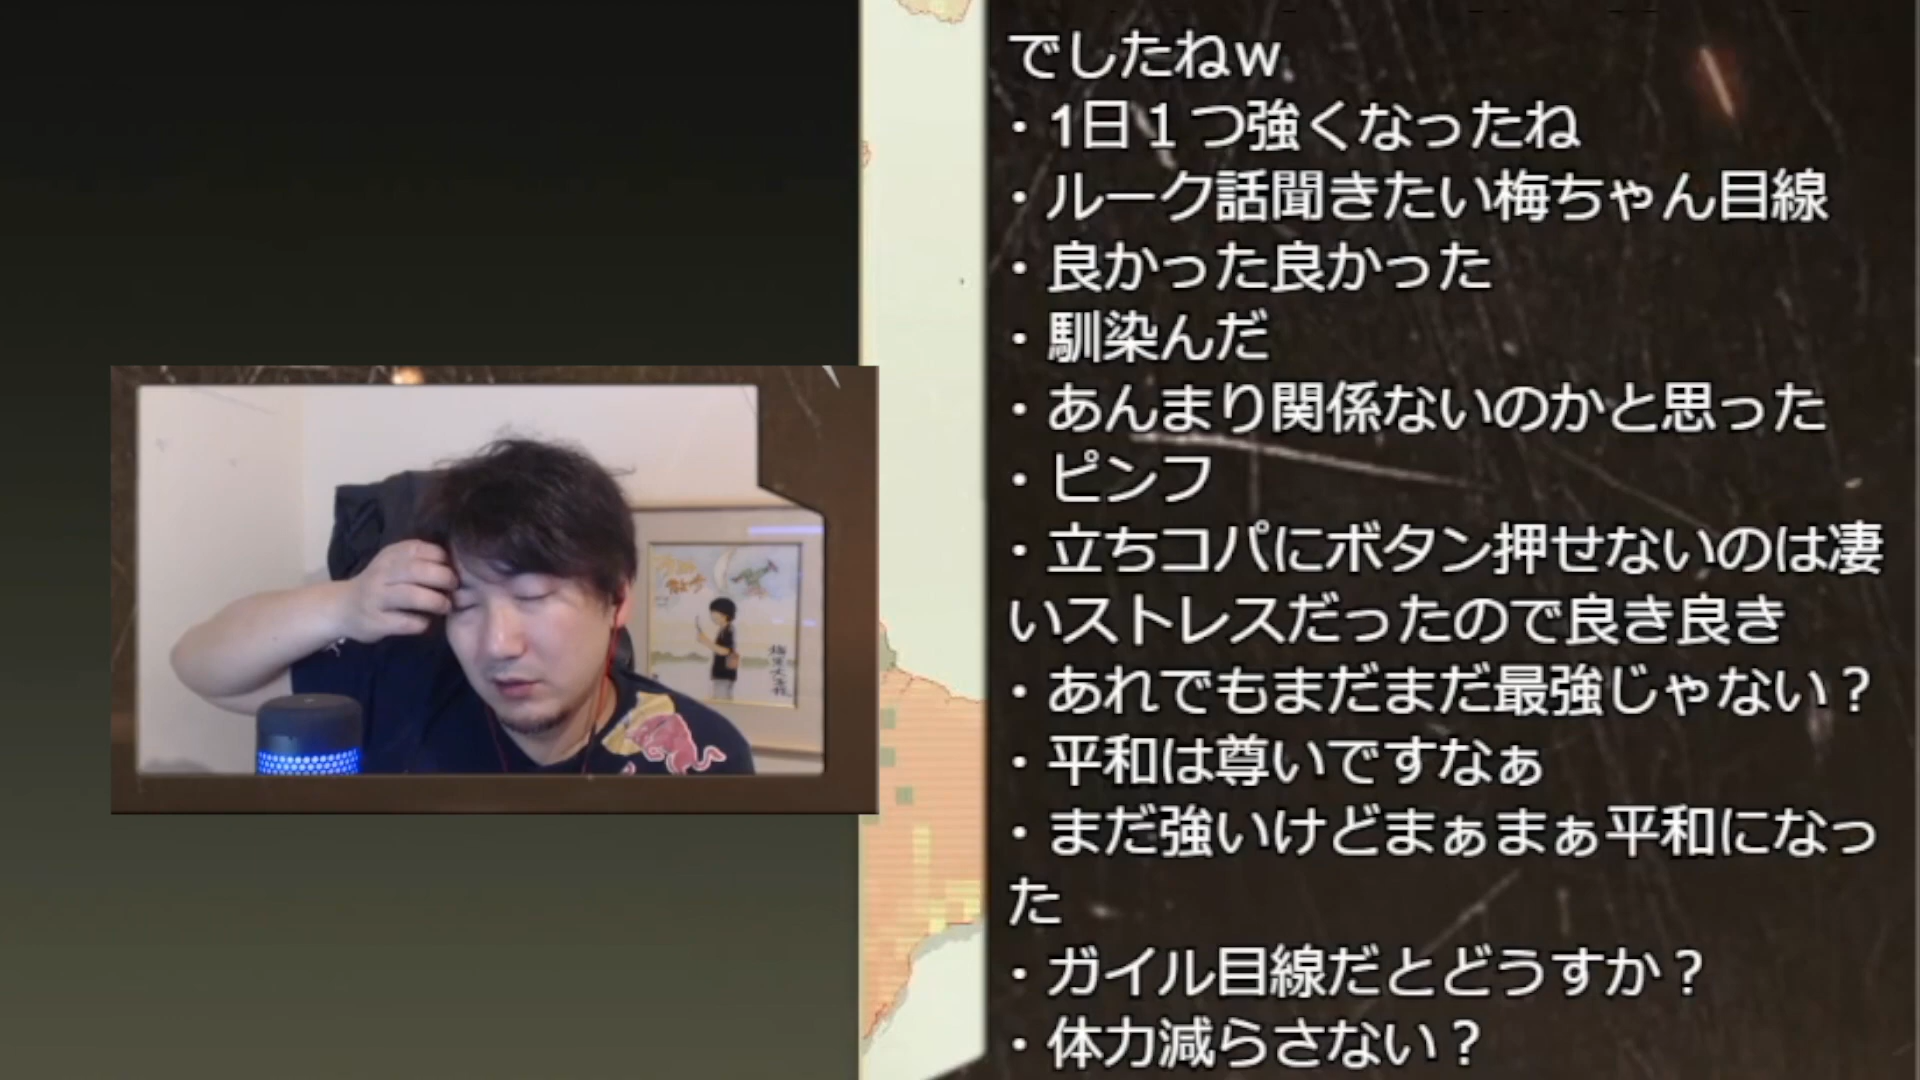 でしたねｗ
・1日１つ強くなったね
・ルーク話聞きたい梅ちゃん目線
・良かった良かった
・馴染んだ
・あんまり関係ないのかと思った
・ピンフ
・立ちコパにボタン押せないのは凄
いストレスだったので良き良き
・あれでもまだまだ最強じゃない？
・平和は尊いですなぁ
・まだ強いけどまぁまぁ平和になっ
た
・ガイル目線だとどうすか？
・体力減らさない？